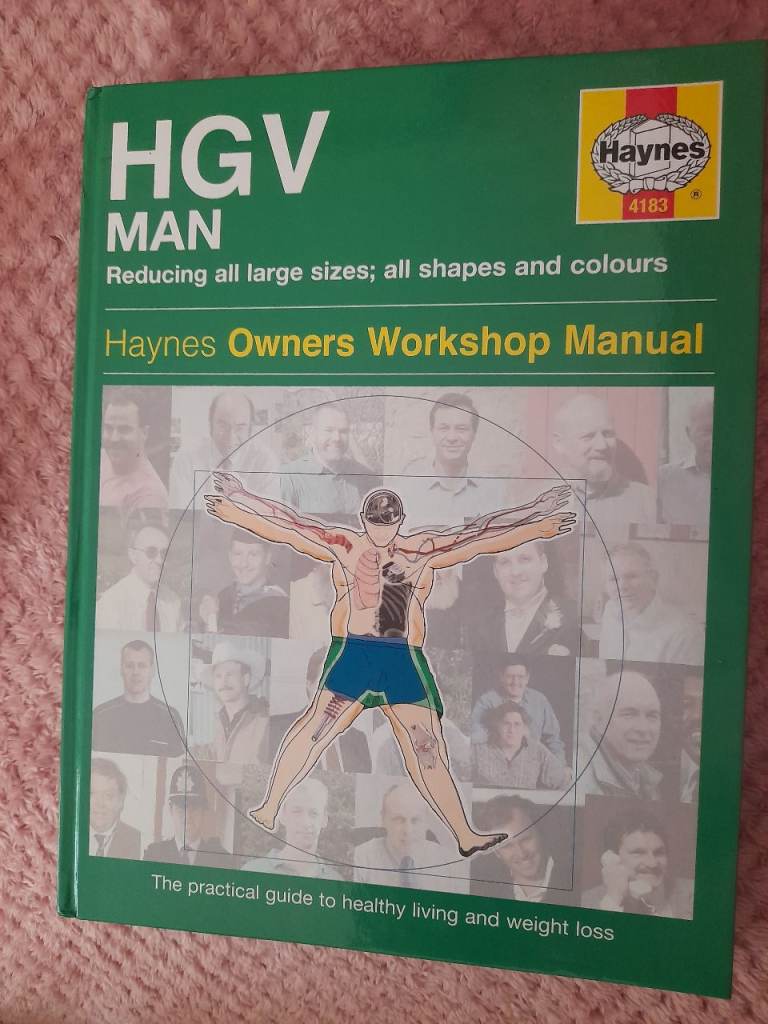 HGV
MAN
Reducing all large sizes; all shapes and colours
Haynes
®
4183
Haynes Owners Workshop Manual
The practical guide to healthy living and weight loss